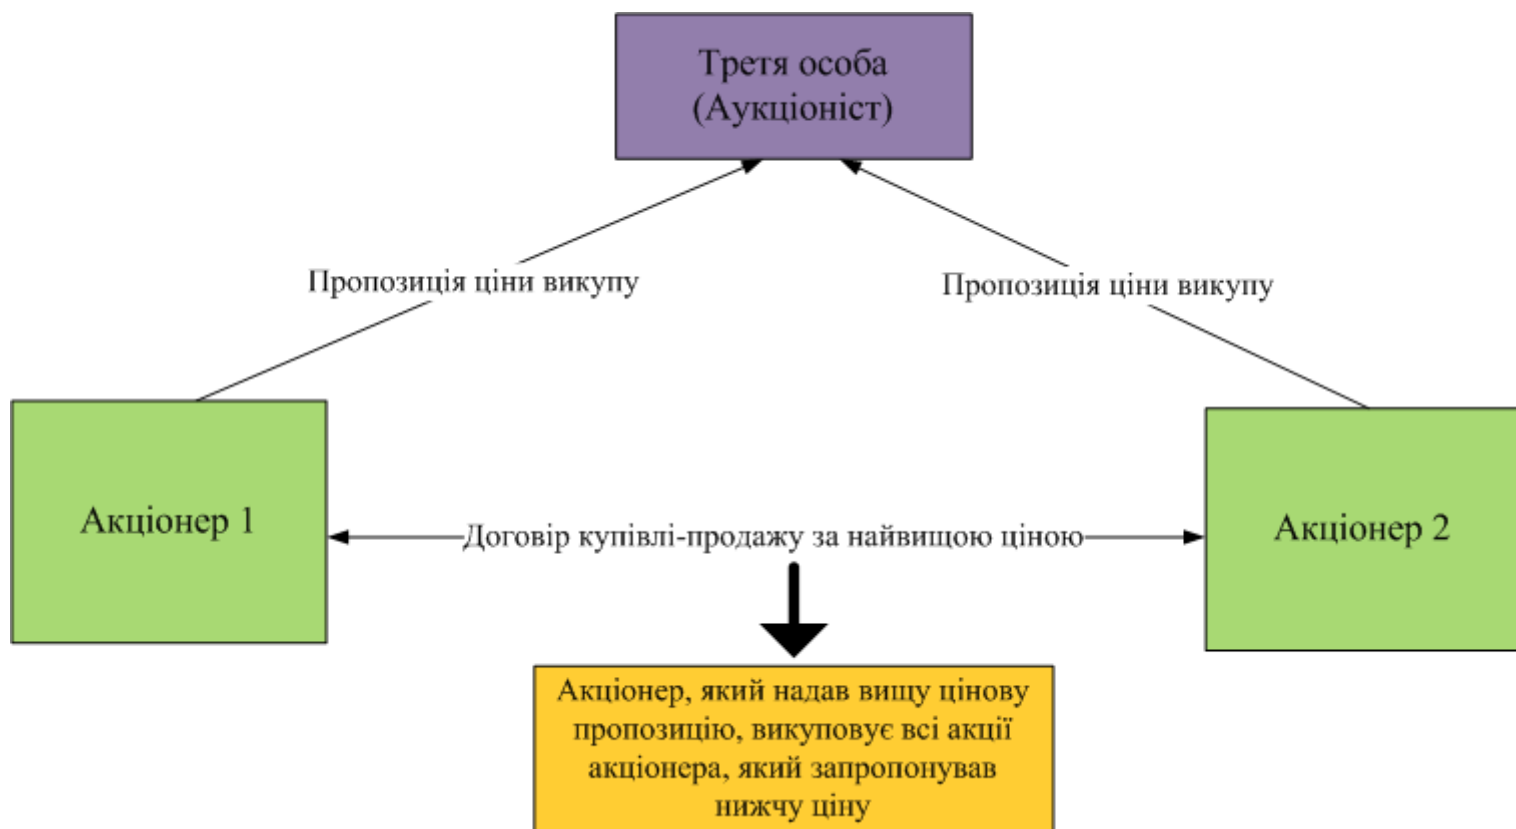 Третя особа
(Аукціоніст)
Пропозиція ціни викупу
Пропозиція ціни викупу
Акціонер 1
Договір купівлі-продажу за найвищою ціною
Акціонер 2
Акціонер, який надав вищу цінову
пропозицію, викуповує всі акції
акціонера, який запропонував
нижчу ціну